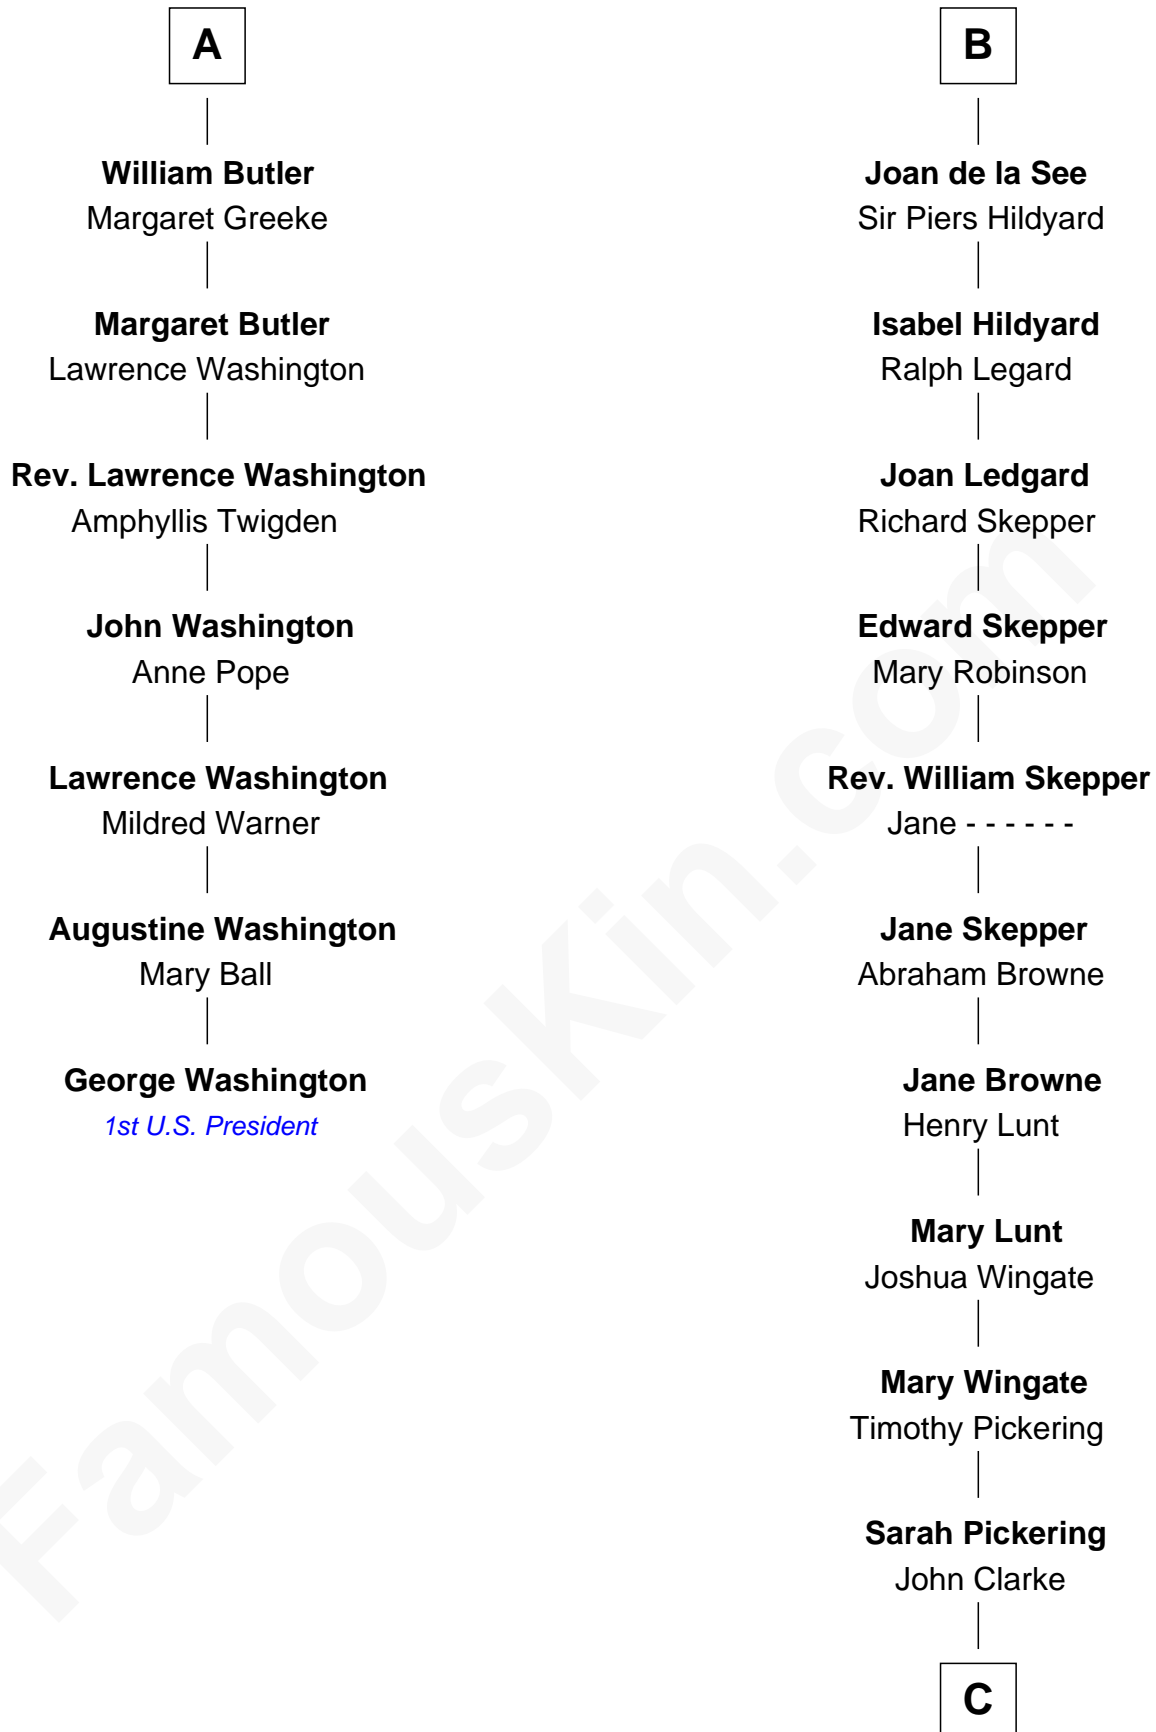 A
William Butler
Margaret Greeke
Margaret Butler
Lawrence Washington
Rev. Lawrence Washington
Amphyllis Twigden
John Washington
Anne Pope
Lawrence Washington
Mildred Warner
Augustine Washington
Mary Ball
George Washington
1st U.S. President
B
Joan de la See
Sir Piers Hildyard
Isabel Hildyard
Ralph Legard
Joan Ledgard
Richard Skepper
Edward Skepper
Mary Robinson
Rev. William Skepper
Jane - - - - - -
Jane Skepper
Abraham Browne
Jane Browne
Henry Lunt
Mary Lunt
Joshua Wingate
Mary Wingate
Timothy Pickering
Sarah Pickering
John Clarke
C
FamousKin.com